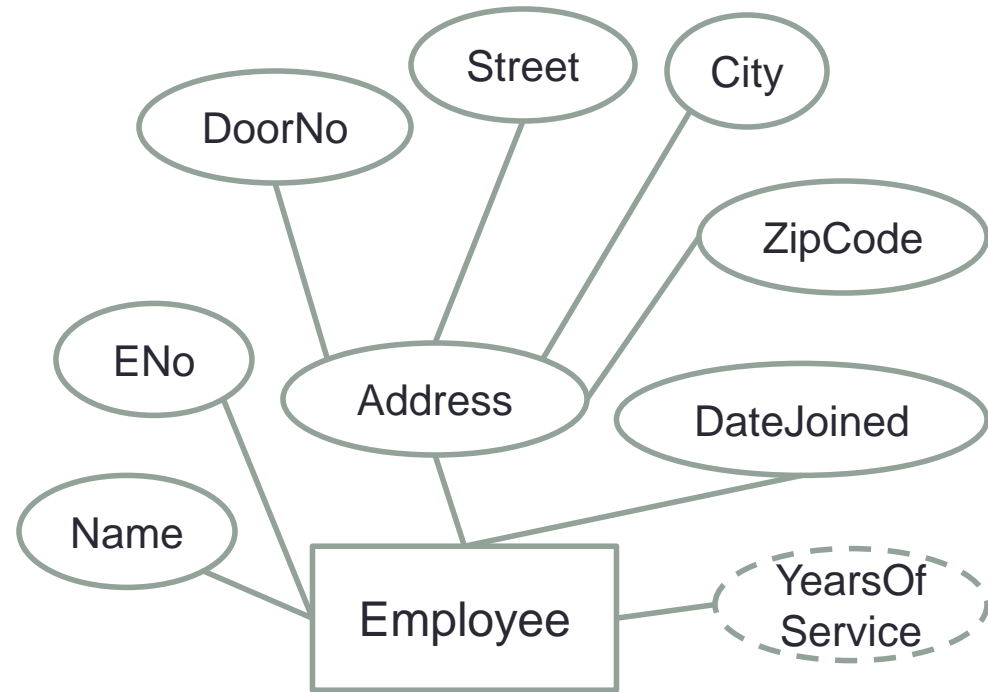 Street
City
DoorNo
ZipCode
ENo
Address
DateJoined
Name
YearsOf
Service
Employee